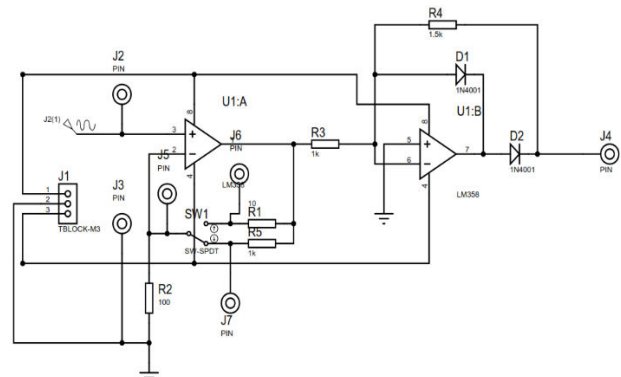 R4
1.5k
J2
PIN
D1
1N4001
U1:A
U1:B
J2(1)
8
3
2
4
J6
PIN
R3
1k
8
5
6
7
4
D2
1N4001
J4
PIN
LM358
J5
PIN
J1
1
2
3
TBLOCK-M3
J3
PIN
SW1
SW-SPDT
10
R1
R5
1k
R2
100
J7
PIN